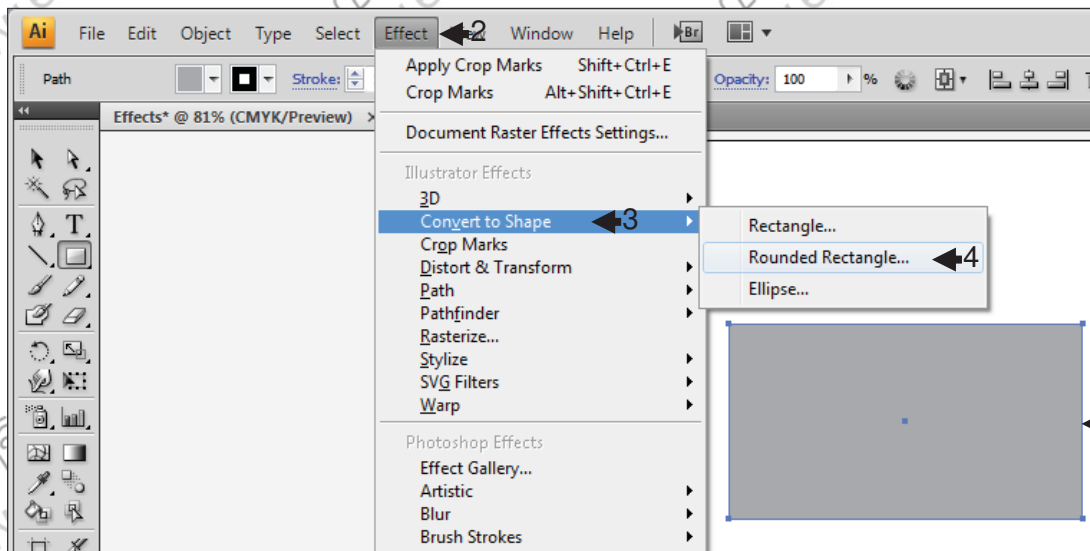 Ai File Edit Object Type Select Effect 2 Window Help Br
Path Stroke: Opacity: 100 %
Effects* @ 81% (CMYK/Preview)
Apply Crop Marks Shift+Ctrl+E
Crop Marks Alt+Shift+Ctrl+E
Document Raster Effects Settings...
Illustrator Effects
3D
Convert to Shape 3
Crop Marks
Distort & Transform
Path
Pathfinder
Rasterize...
Stylize
SVG Filters
Warp
Photoshop Effects
Effect Gallery...
Artistic
Blur
Brush Strokes
Rectangle...
Rounded Rectangle... 4
Ellipse...